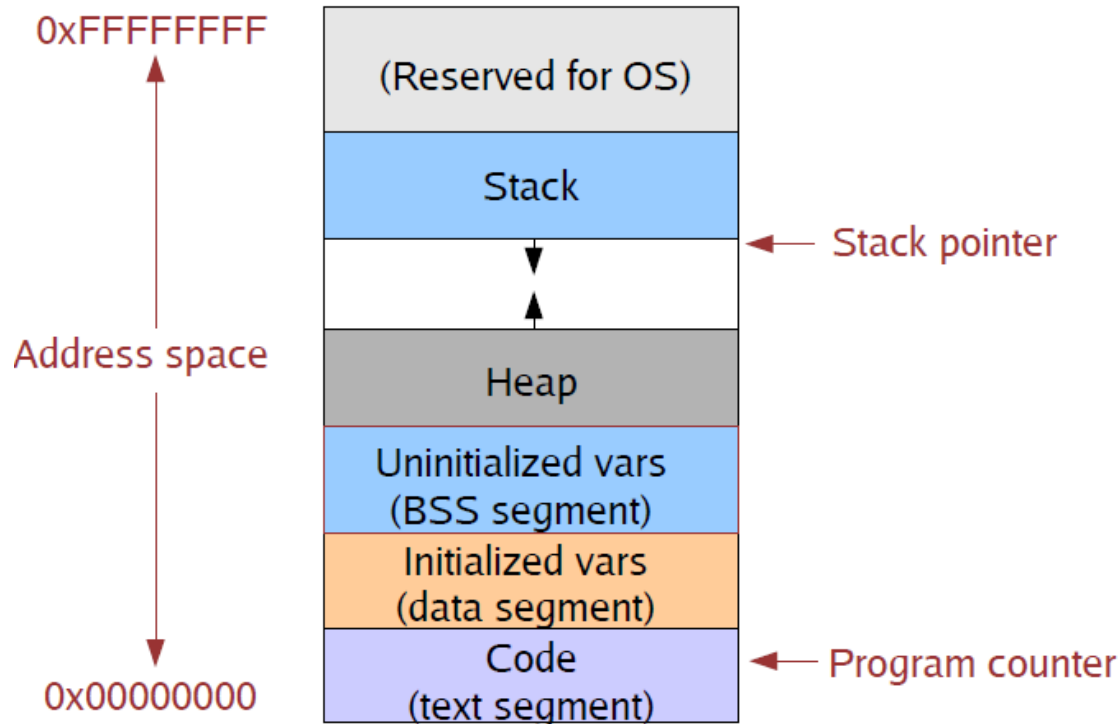 0xFFFFFFFF
(Reserved for OS)
Stack
Stack pointer
Address space
Heap
Uninitialized vars
(BSS segment)
Initialized vars
(data segment)
Code
(text segment)
Program counter
0x00000000